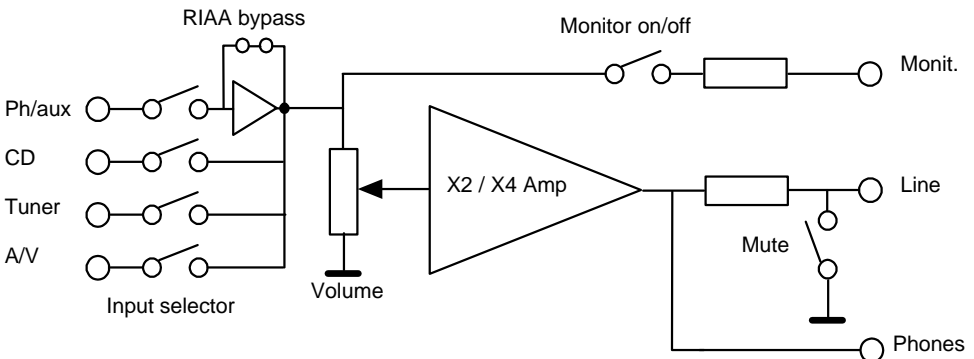 RIAA bypass
Monitor on/off
Monit.
Ph/aux
CD
X2 / X4 Amp
Line
Tuner
Mute
A/V
Volume
Input selector
Phones